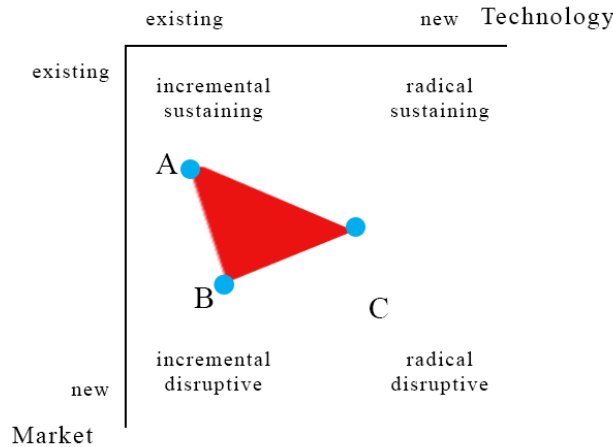 existing new Technology
existing
incremental radical
sustaining sustaining
A
B
C
incremental radical
disruptive disruptive
new
Market